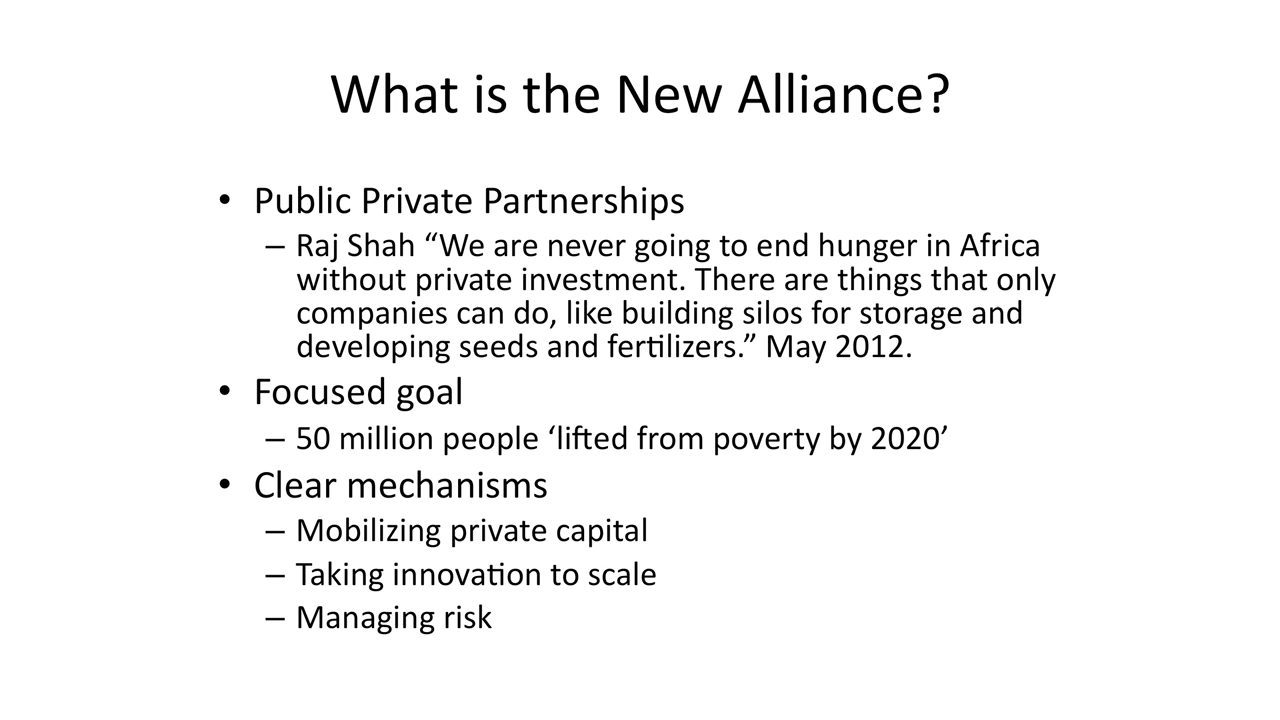 What is the New Alliance?
• Public Private Partnerships
– Raj Shah “We are never going to end hunger in Africa
without private investment. There are things that only
companies can do, like building silos for storage and
developing seeds and fertilizers.” May 2012.
• Focused goal
– 50 million people ‘lifted from poverty by 2020’
• Clear mechanisms
– Mobilizing private capital
– Taking innovation to scale
– Managing risk